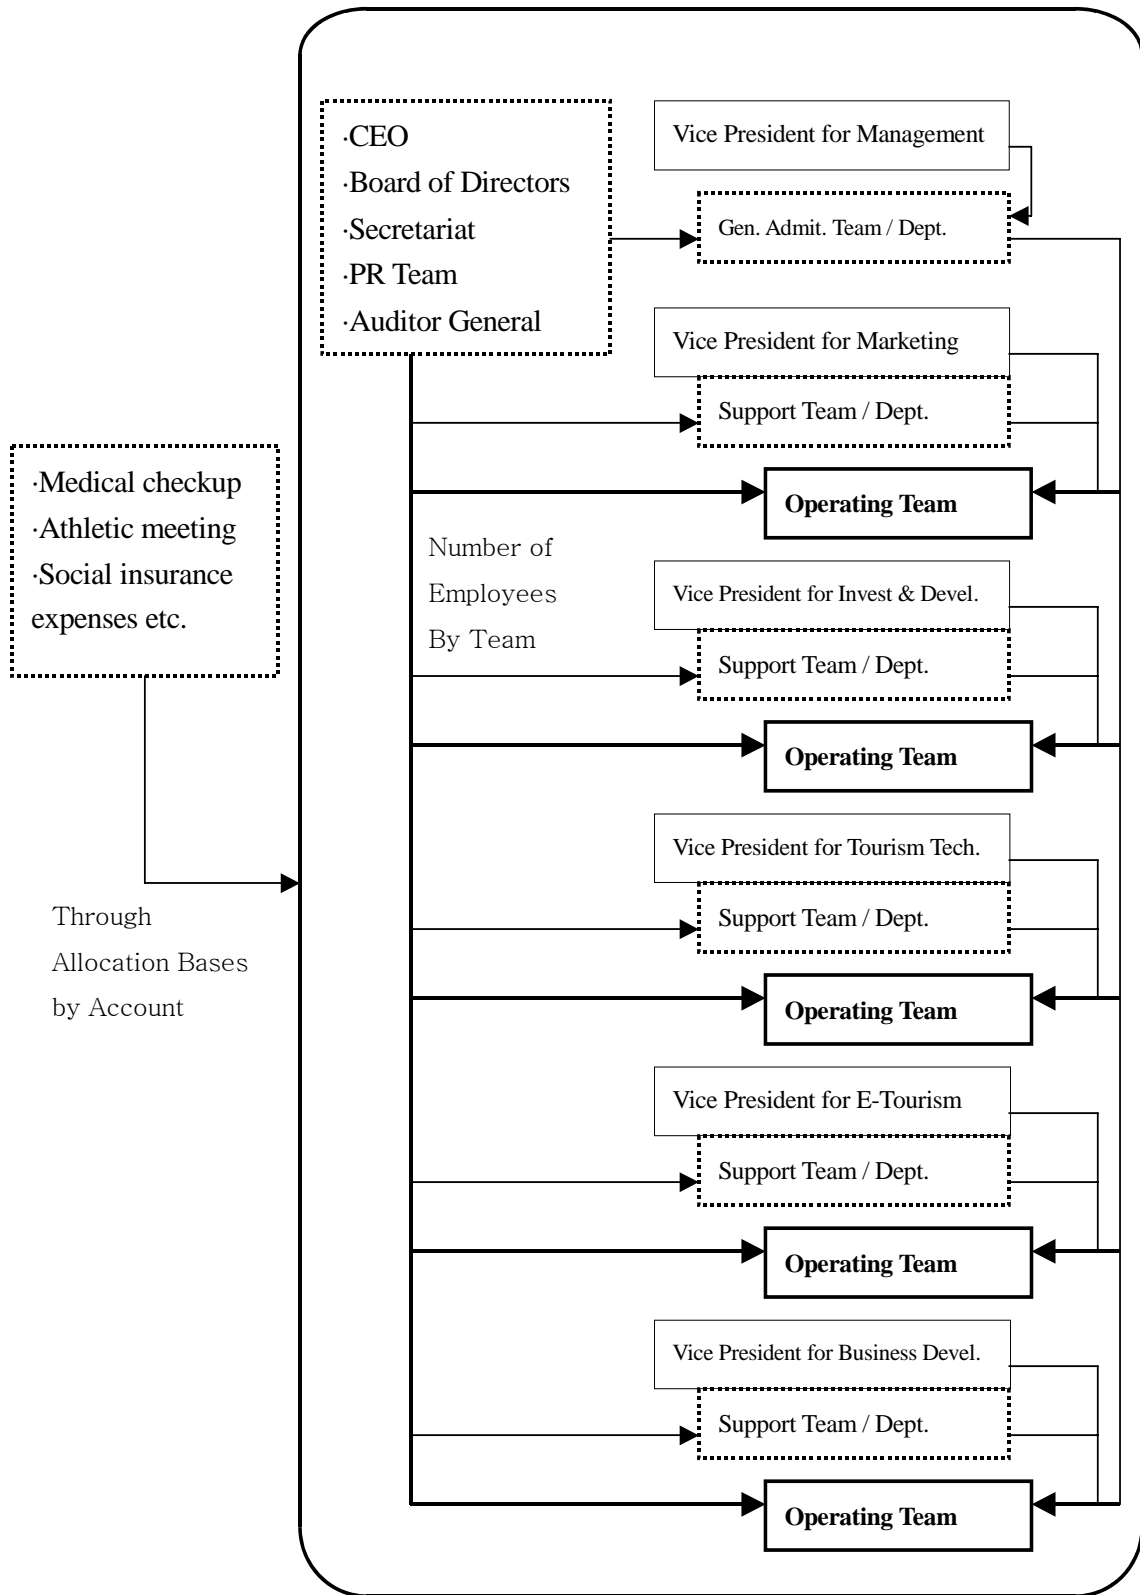 ·CEO
·Board of Directors
·Secretariat
·PR Team
·Auditor General
Vice President for Management
Gen. Admit. Team / Dept.
Vice President for Marketing
Support Team / Dept.
Operating Team
·Medical checkup
·Athletic meeting
·Social insurance
expenses etc.
Number of
Employees
By Team
Vice President for Invest & Devel.
Support Team / Dept.
Operating Team
Vice President for Tourism Tech.
Support Team / Dept.
Operating Team
Through
Allocation Bases
by Account
Vice President for E-Tourism
Support Team / Dept.
Operating Team
Vice President for Business Devel.
Support Team / Dept.
Operating Team